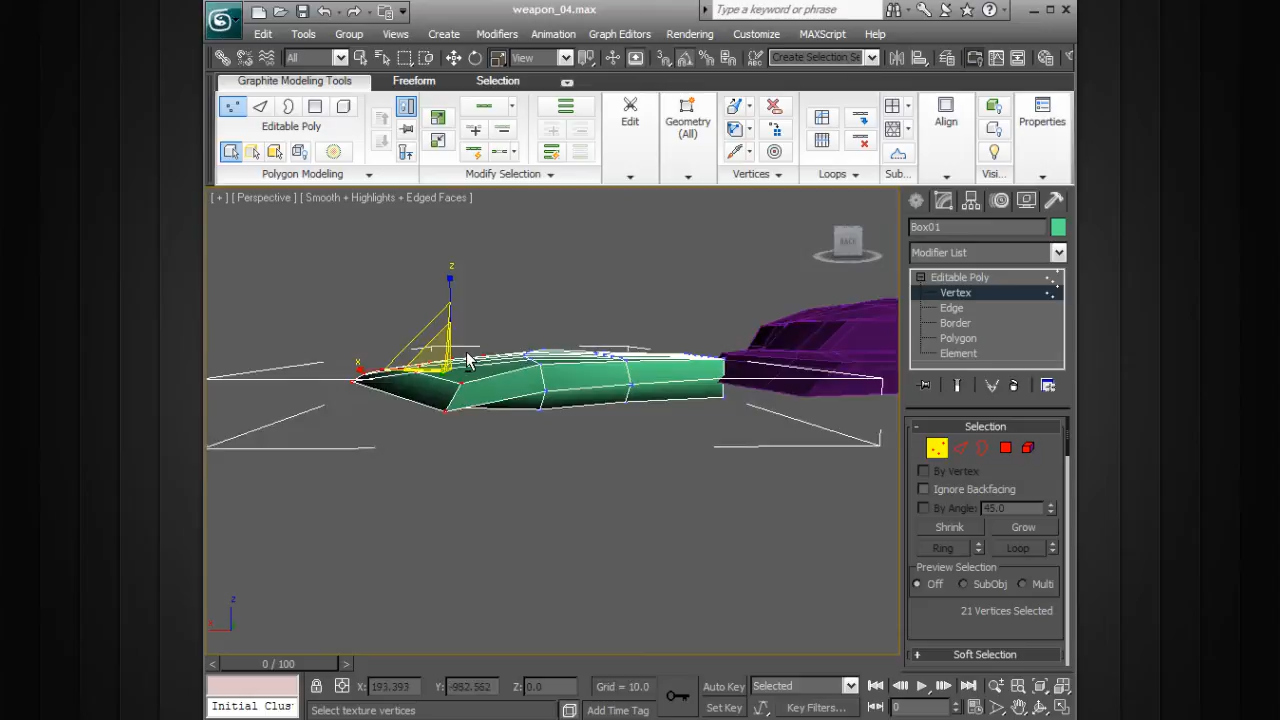 weapon_04.max
Type a keyword or phrase
Edit Tools Group Views Create Modifiers Animation Graph Editors Rendering Customize MAXScript Help
All View Create Selection Se
Graphite Modeling Tools Freeform Selection
Editable Poly
Edit Geometry (All) Align Properties
Polygon Modeling Modify Selection Vertices Loops Sub... Visi...
[ + ] [ Perspective ] [ Smooth + Highlights + Edged Faces ]
BACK
Box01
Modifier List
Editable Poly
Vertex
Edge
Border
Polygon
Element
z
x
Selection
By Vertex
Ignore Backfacing
By Angle: 45.0
Shrink Grow
Ring Loop
Preview Selection
Off SubObj Multi
21 Vertices Selected
Soft Selection
z
x
< 0 / 100 >
X: 193.393 Y: -982.562 Z: 0.0 Grid = 10.0 Auto Key Selected
Initial Clus Select texture vertices Add Time Tag Set Key Key Filters... 0